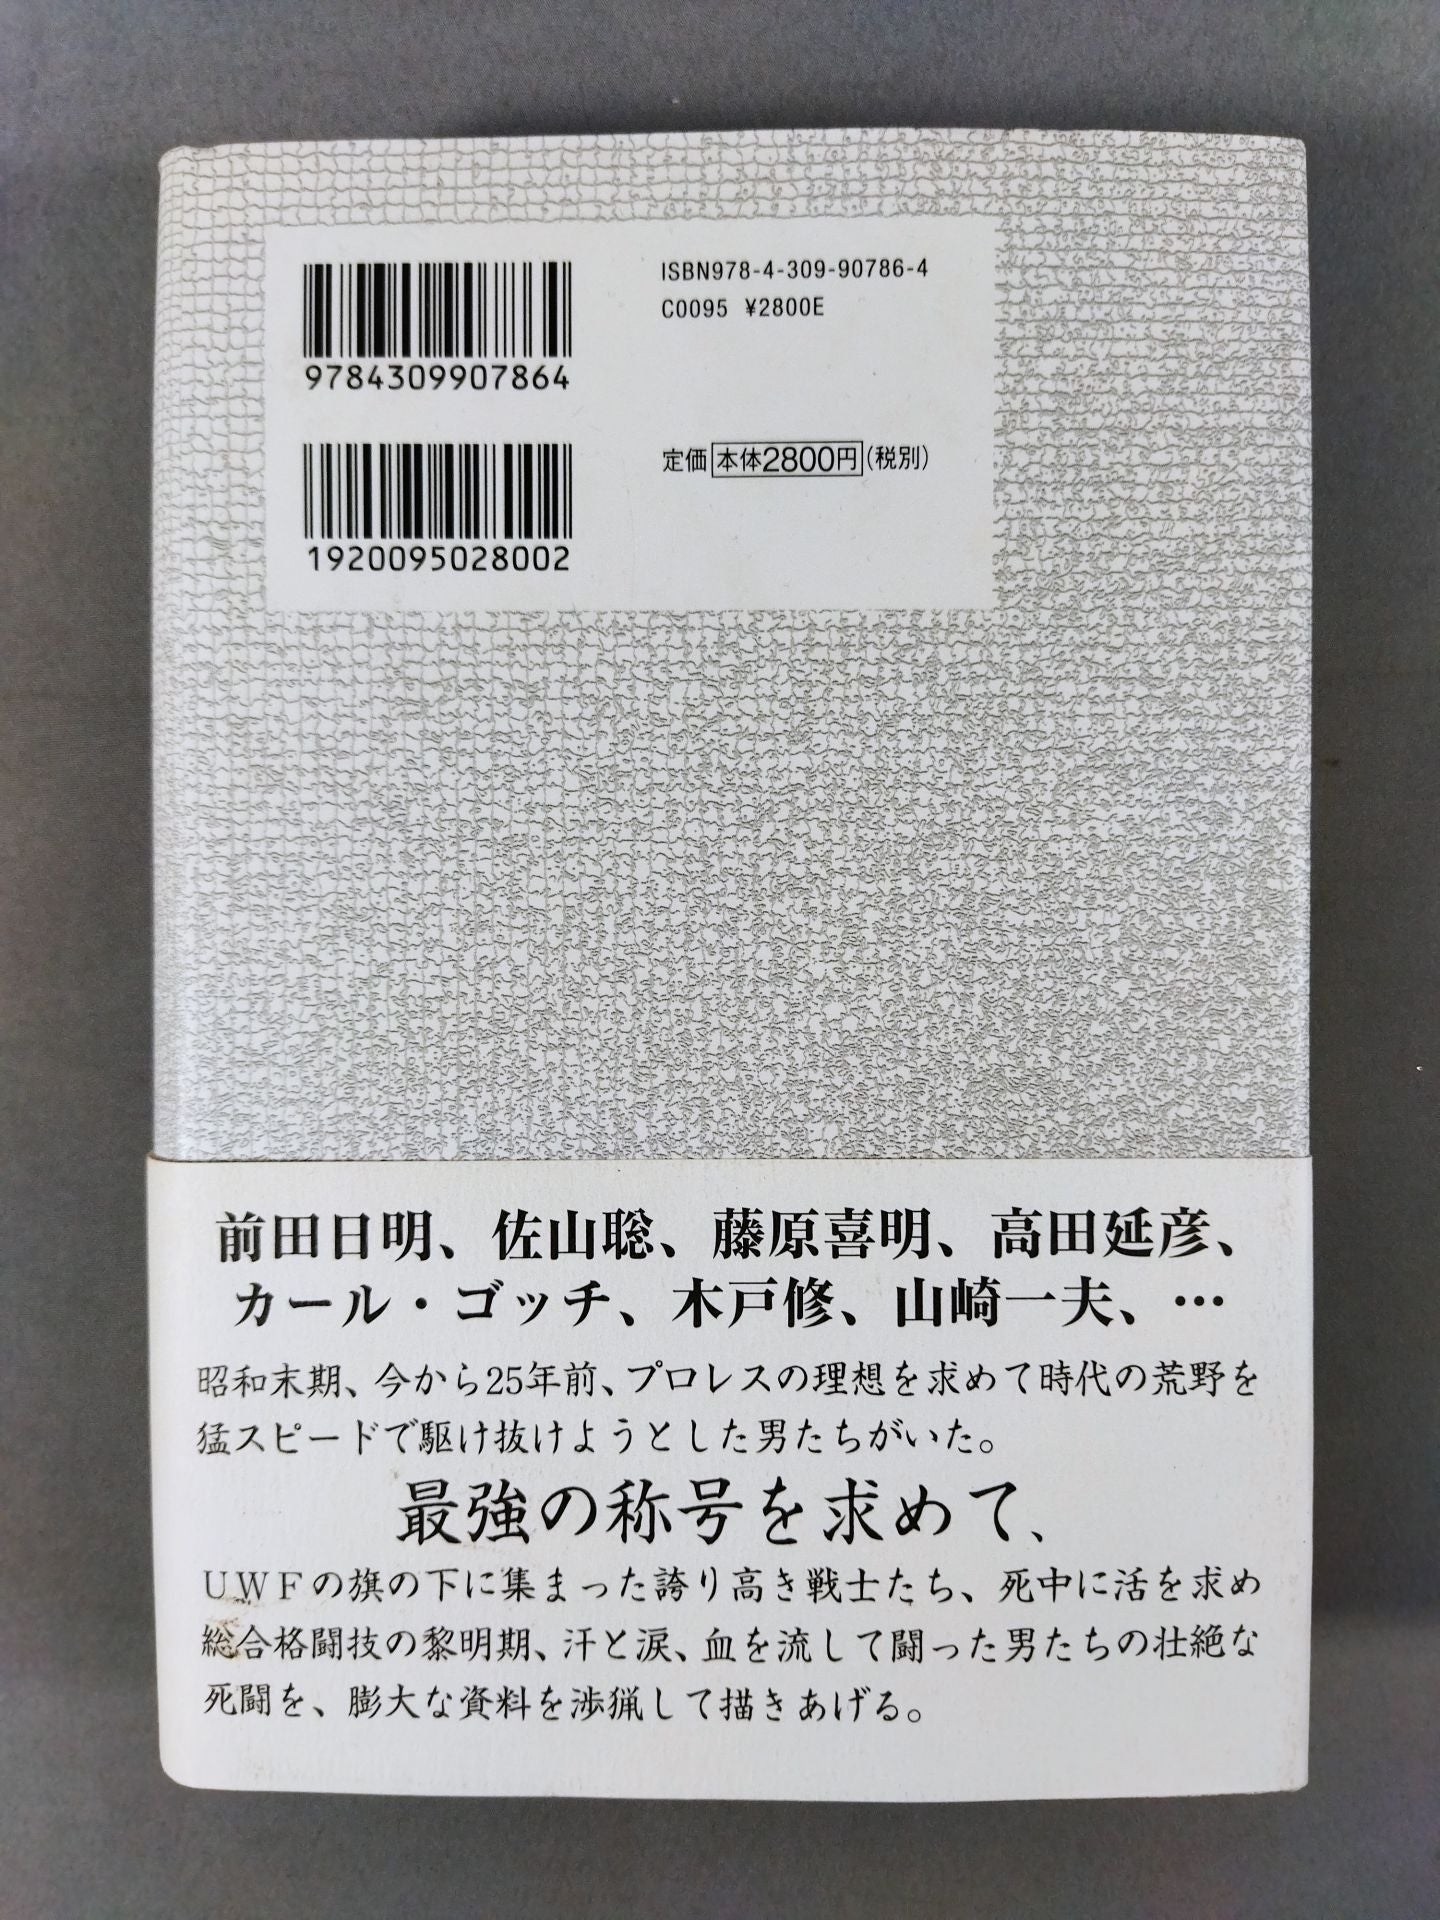 ISBN978-4-309-90786-4
C0095 ¥2800E
9784309907864
定価 本体2800円 (税別)
1920095028002
前田日明、佐山聡、藤原喜明、高田延彦、
カール・ゴッチ、木戸修、山崎一夫、…
昭和末期、今から25年前、プロレスの理想を求めて時代の荒野を
猛スピードで駆け抜けようとした男たちがいた。
最強の称号を求めて、
UWFの旗の下に集まった誇り高き戦士たち、死中に活を求め
総合格闘技の黎明期、汗と涙、血を流して闘った男たちの壮絶な
死闘を、膨大な資料を渉猟して描きあげる。